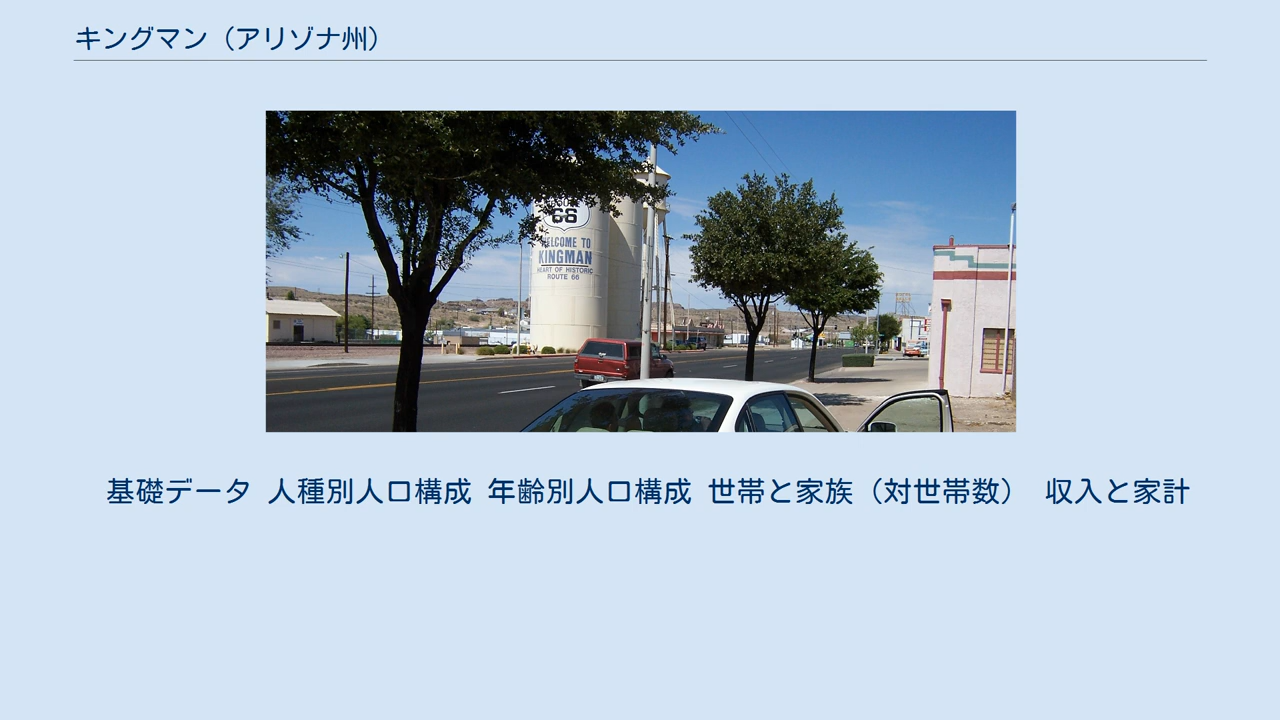 キングマン（アリゾナ州）
66
WELCOME TO
KINGMAN
HEART OF HISTORIC
ROUTE 66
基礎データ 人種別人口構成 年齢別人口構成 世帯と家族（対世帯数） 収入と家計